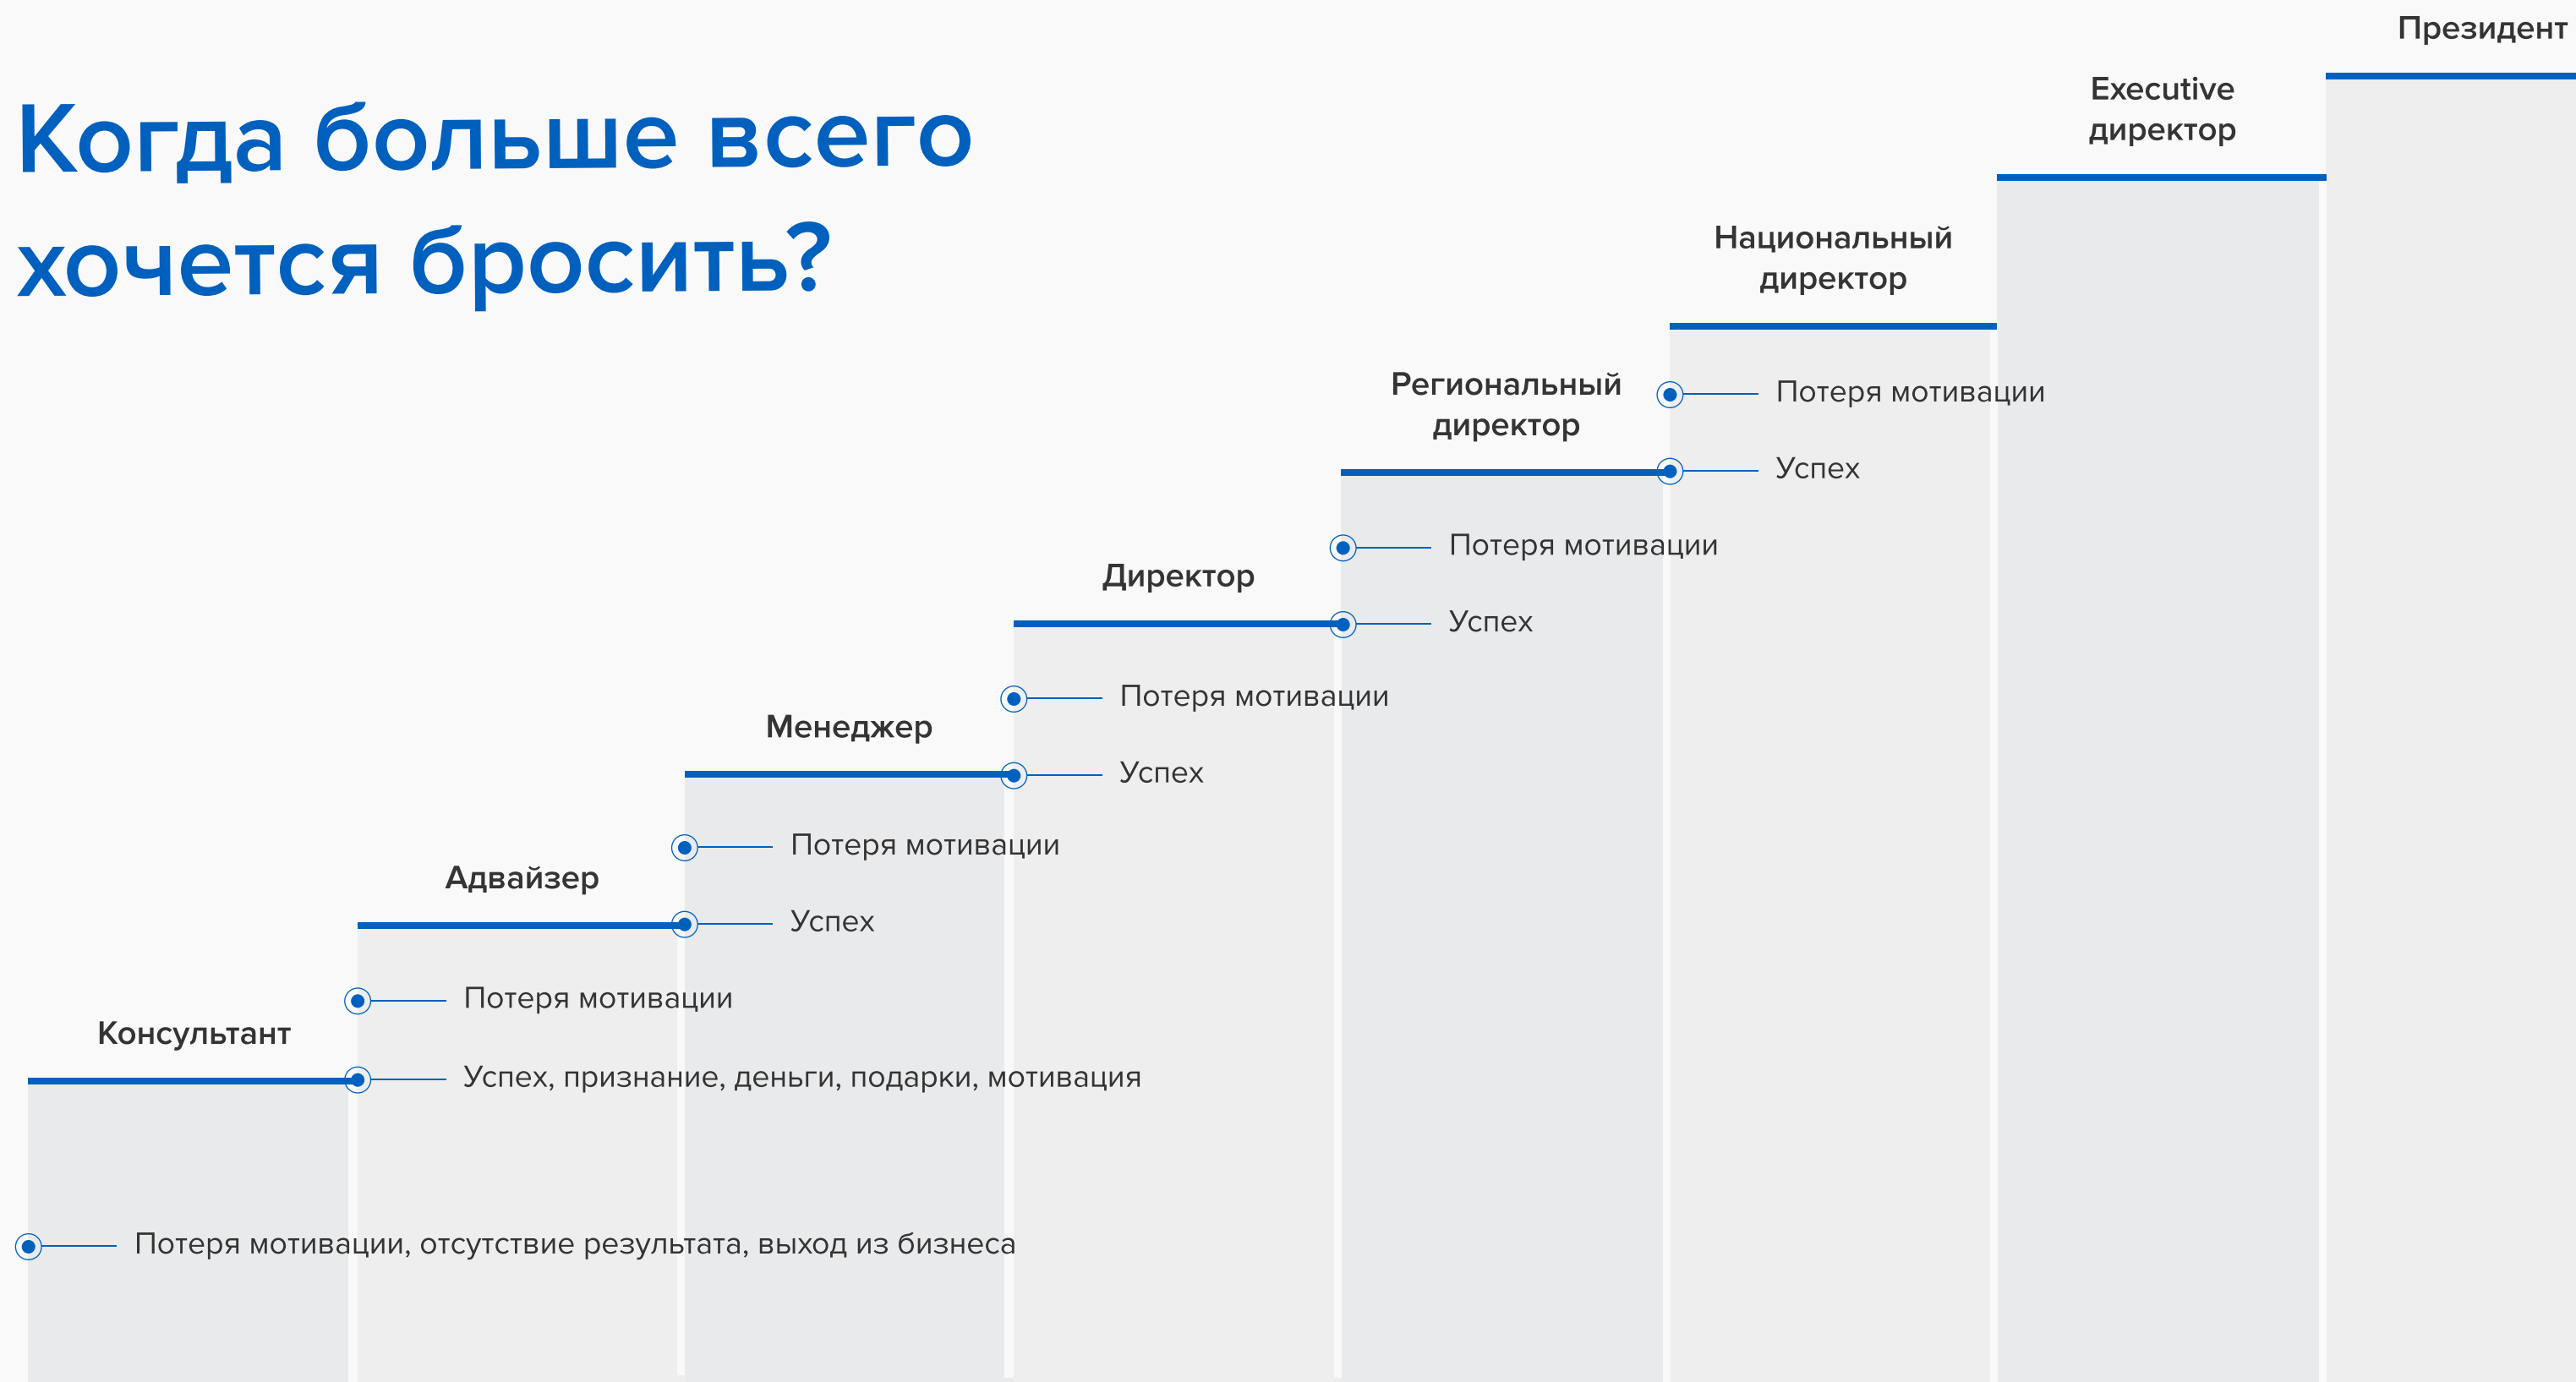 Когда больше всего
хочется бросить?
Президент
Executive
директор
Национальный
директор
Потеря мотивации
Успех
Региональный
директор
Потеря мотивации
Успех
Директор
Потеря мотивации
Успех
Менеджер
Потеря мотивации
Успех
Адвайзер
Потеря мотивации
Успех, признание, деньги, подарки, мотивация
Консультант
Потеря мотивации, отсутствие результата, выход из бизнеса